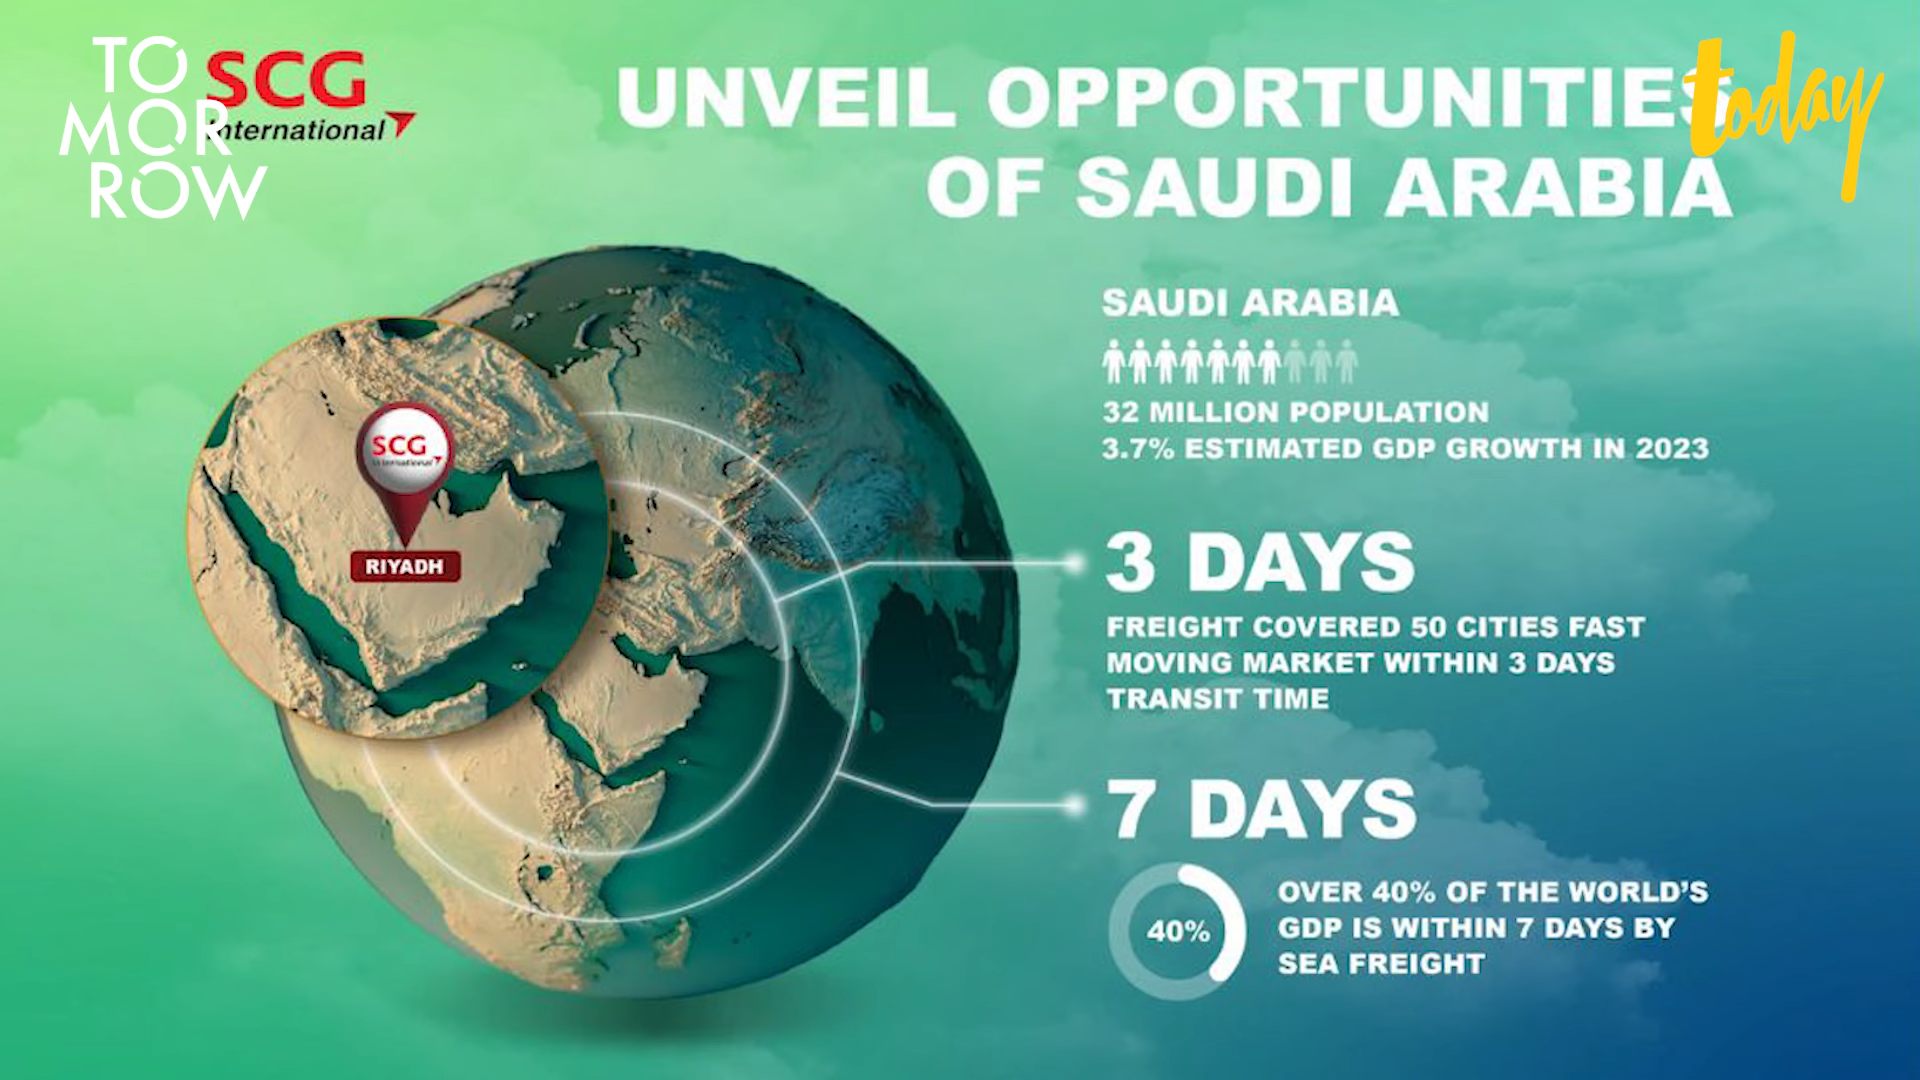 TO
MOR
ROW
SCG
International
UNVEIL OPPORTUNITIES
OF SAUDI ARABIA
today
SAUDI ARABIA
32 MILLION POPULATION
3.7% ESTIMATED GDP GROWTH IN 2023
SCG
International
RIYADH
3 DAYS
FREIGHT COVERED 50 CITIES FAST
MOVING MARKET WITHIN 3 DAYS
TRANSIT TIME
7 DAYS
40%
OVER 40% OF THE WORLD'S
GDP IS WITHIN 7 DAYS BY
SEA FREIGHT